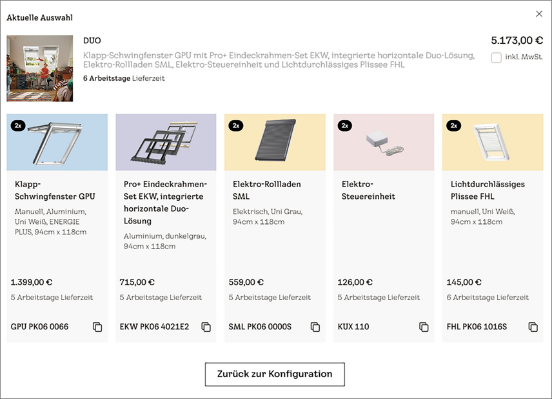 Aktuelle Auswahl
DUO
5.173,00 €
Klapp-Schwingfenster GPU mit Pro+ Eindeckrahmen-Set EKW, integrierte horizontale Duo-Lösung,
Elektro-Rollladen SML, Elektro-Steuereinheit und Lichtdurchlässiges Plissee FHL
inkl. MwSt.
6 Arbeitstage Lieferzeit
2x
Klapp-
Schwingfenster GPU
Manuell, Aluminium,
Uni Weiß, ENERGIE
PLUS, 94cm x 118cm
1.399,00 €
5 Arbeitstage Lieferzeit
GPU PK06 0066
Pro+ Eindeckrahmen-
Set EKW, integrierte
horizontale Duo-
Lösung
Aluminium, dunkelgrau,
94cm x 118cm
715,00 €
5 Arbeitstage Lieferzeit
EKW PK06 4021E2
2x
Elektro-Rollladen
SML
Elektrisch, Uni Grau,
94cm x 118cm
559,00 €
5 Arbeitstage Lieferzeit
SML PK06 0000S
2x
Elektro-
Steuereinheit
126,00 €
5 Arbeitstage Lieferzeit
KUX 110
2x
Lichtdurchlässiges
Plissee FHL
manuell, Uni Weiß,
94cm x 118cm
145,00 €
6 Arbeitstage Lieferzeit
FHL PK06 1016S
Zurück zur Konfiguration